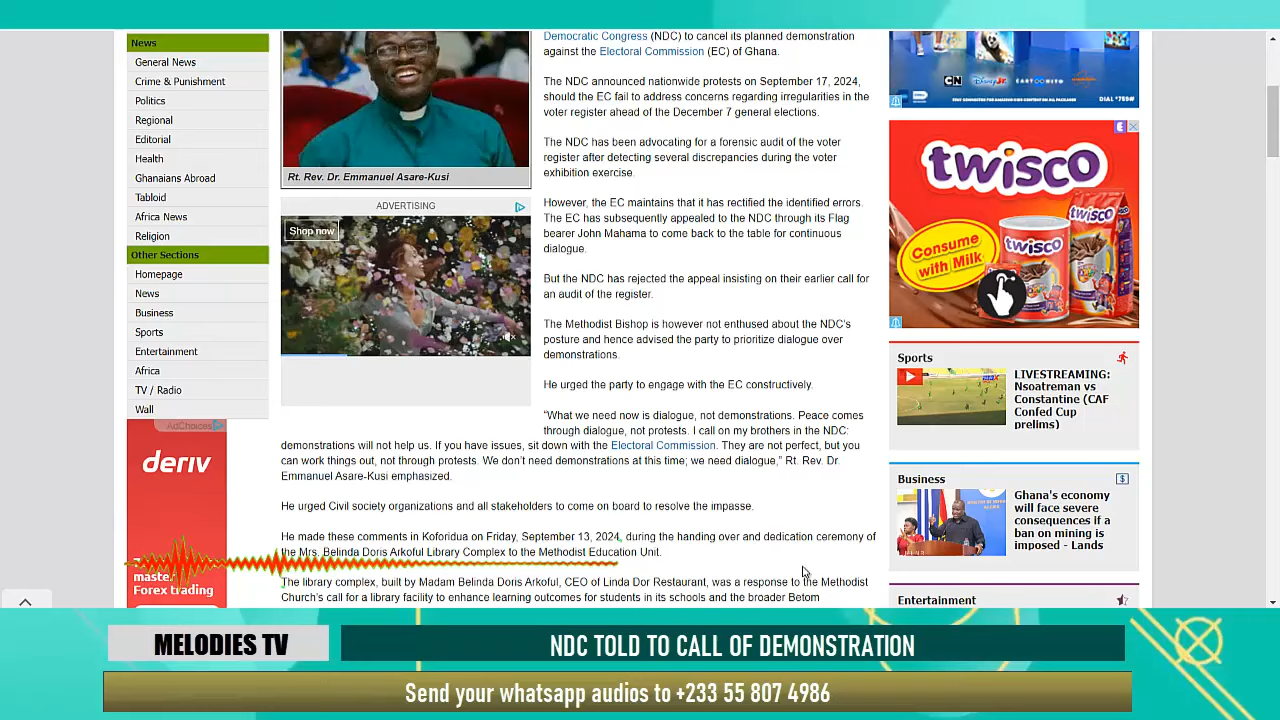 News
General News
Crime & Punishment
Politics
Regional
Editorial
Health
Ghanaians Abroad
Tabloid
Africa News
Religion
Other Sections
Homepage
News
Business
Sports
Entertainment
Africa
TV / Radio
Wall
AdChoices
deriv
maste
Forex trading
Rt. Rev. Dr. Emmanuel Asare-Kusi
ADVERTISING
Shop now
Democratic Congress (NDC) to cancel its planned demonstration
against the Electoral Commission (EC) of Ghana.
The NDC announced nationwide protests on September 17, 2024,
should the EC fail to address concerns regarding irregularities in the
voter register ahead of the December 7 general elections.
The NDC has been advocating for a forensic audit of the voter
register after detecting several discrepancies during the voter
exhibition exercise.
However, the EC maintains that it has rectified the identified errors.
The EC has subsequently appealed to the NDC through its Flag
bearer John Mahama to come back to the table for continuous
dialogue.
But the NDC has rejected the appeal insisting on their earlier call for
an audit of the register.
The Methodist Bishop is however not enthused about the NDC's
posture and hence advised the party to prioritize dialogue over
demonstrations.
He urged the party to engage with the EC constructively.
“What we need now is dialogue, not demonstrations. Peace comes
through dialogue, not protests. I call on my brothers in the NDC:
demonstrations will not help us. If you have issues, sit down with the Electoral Commission. They are not perfect, but you
can work things out, not through protests. We don’t need demonstrations at this time; we need dialogue,” Rt. Rev. Dr.
Emmanuel Asare-Kusi emphasized.
He urged Civil society organizations and all stakeholders to come on board to resolve the impasse.
He made these comments in Koforidua on Friday, September 13, 2024, during the handing over and dedication ceremony of
the Mrs. Belinda Doris Arkoful Library Complex to the Methodist Education Unit.
The library complex, built by Madam Belinda Doris Arkoful, CEO of Linda Dor Restaurant, was a response to the Methodist
Church's call for a library facility to enhance learning outcomes for students in its schools and the broader Betom
CN
Disney Jr.
CARTOONITO
DIAL *759#
twisco
Consume
with Milk
twisco
twisco
Sports
LIVESTREAMING:
Nsoatreman vs
Constantine (CAF
Confed Cup
prelims)
Business
Ghana's economy
will face severe
consequences if a
ban on mining is
imposed - Lands
Entertainment
MELODIES TV
NDC TOLD TO CALL OF DEMONSTRATION
Send your whatsapp audios to +233 55 807 4986